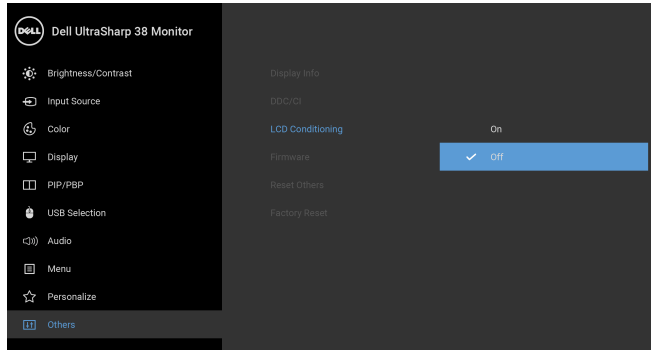 DELL Dell UltraSharp 38 Monitor
Brightness/Contrast
Input Source
Color
Display
PIP/PBP
USB Selection
Audio
Menu
Personalize
Others
Display Info
DDC/CI
LCD Conditioning
Firmware
Reset Others
Factory Reset
On
Off